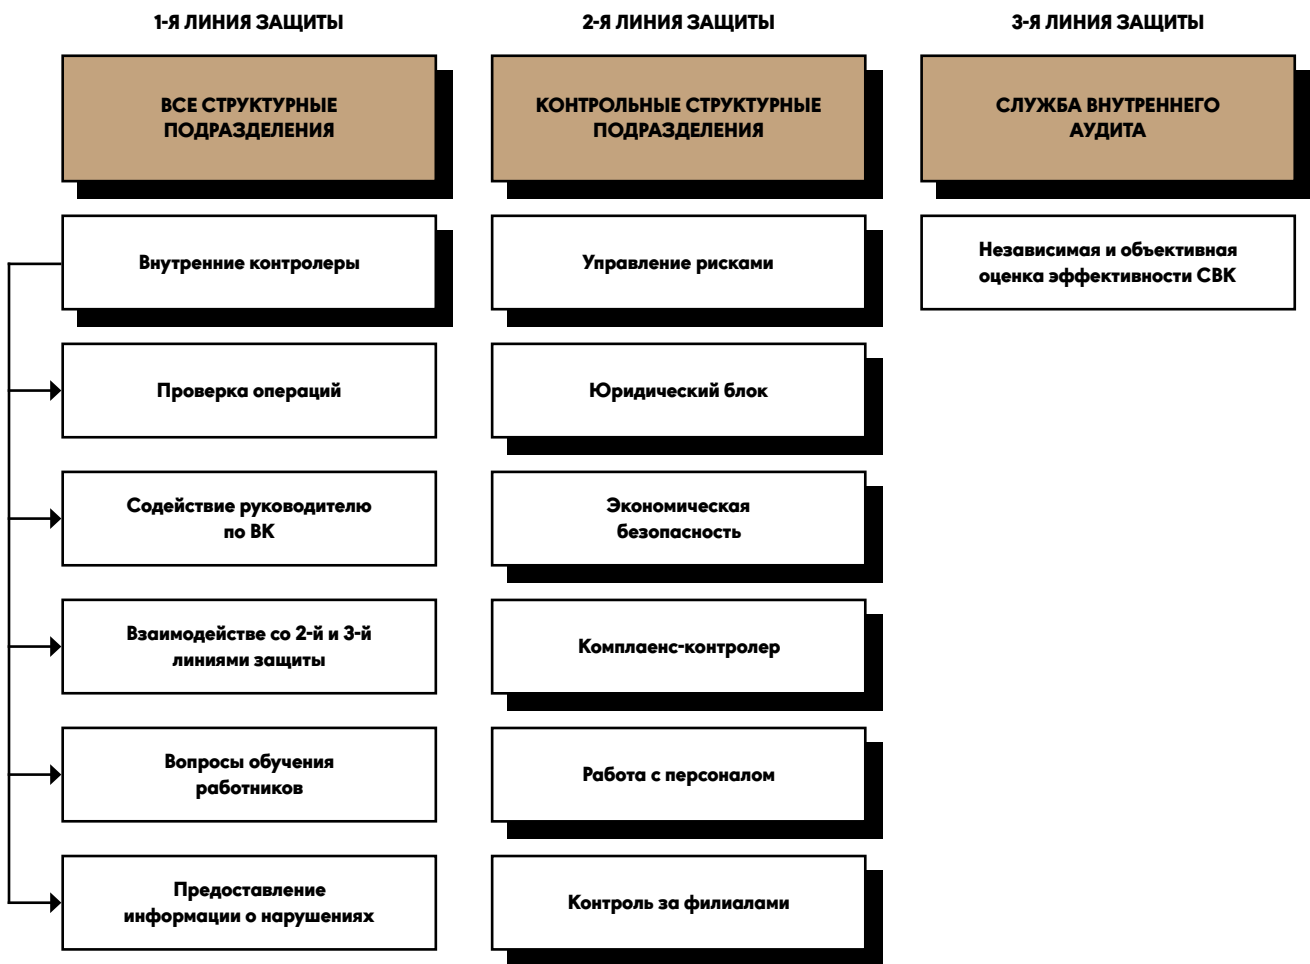 1-Я ЛИНИЯ ЗАЩИТЫ
ВСЕ СТРУКТУРНЫЕ
ПОДРАЗДЕЛЕНИЯ
Внутренние контролеры
Проверка операций
Содействие руководителю
по ВК
Взаимодействе со 2-й и 3-й
линиями защиты
Вопросы обучения
работников
Предоставление
информации о нарушениях
2-Я ЛИНИЯ ЗАЩИТЫ
КОНТРОЛЬНЫЕ СТРУКТУРНЫЕ
ПОДРАЗДЕЛЕНИЯ
Управление рисками
Юридический блок
Экономическая
безопасность
Комплаенс-контролер
Работа с персоналом
Контроль за филиалами
3-Я ЛИНИЯ ЗАЩИТЫ
СЛУЖБА ВНУТРЕННЕГО
АУДИТА
Независимая и объективная
оценка эффективности СВК